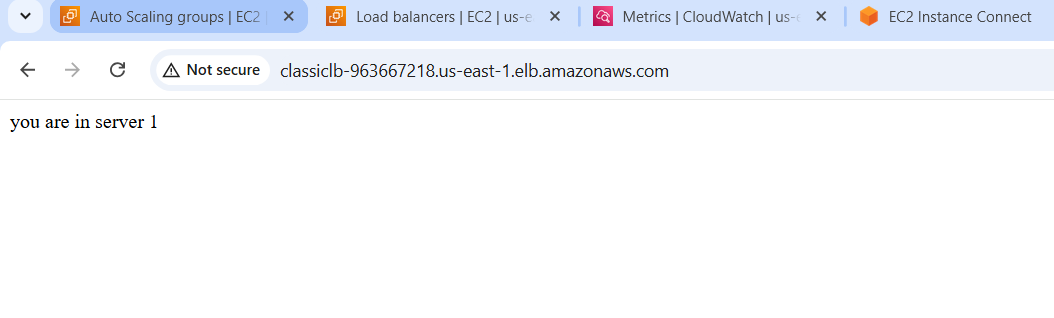 Auto Scaling groups | EC2 |
Load balancers | EC2 | us-e
Metrics | CloudWatch | us-e
EC2 Instance Connect
Not secure
classiclb-963667218.us-east-1.elb.amazonaws.com
you are in server 1